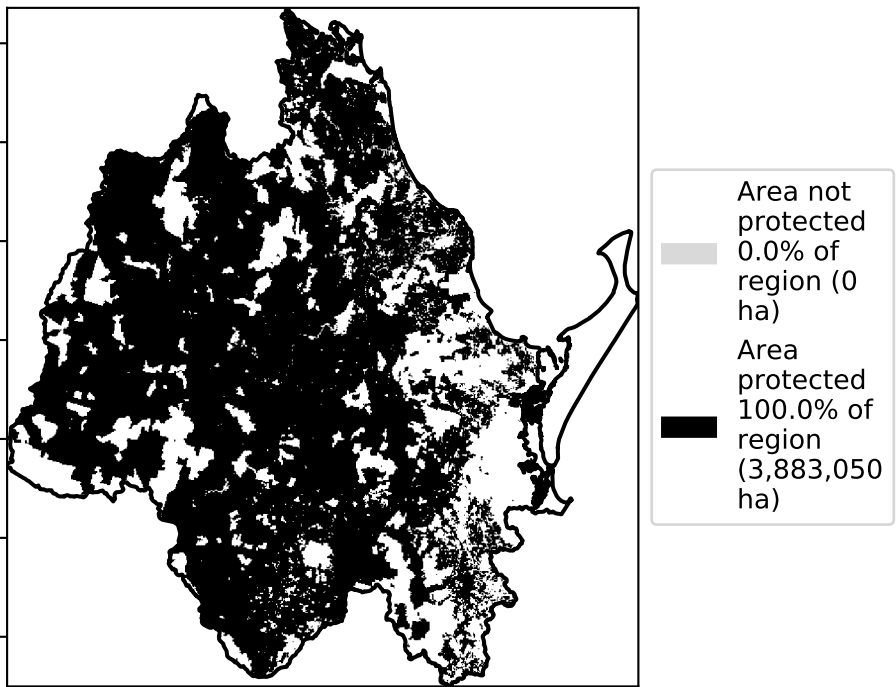 Area not
protected
0.0% of
region (0
ha)
Area
protected
100.0% of
region
(3,883,050
ha)